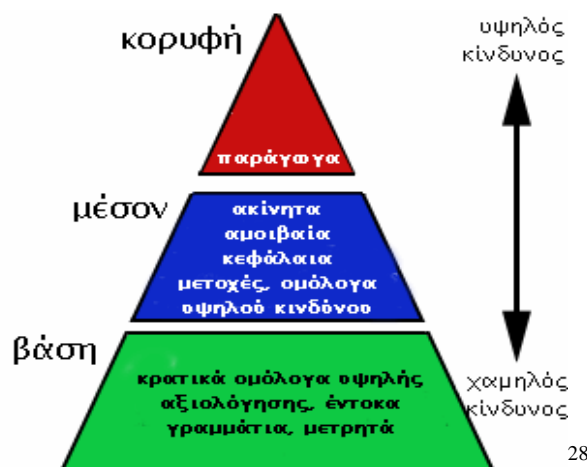 κορυφή
υψηλός
κίνδυνος
παράγωγα
μέσον
ακίνητα
αμοιβαία
κεφάλαια
μετοχές, ομόλογα
υψηλού κινδύνου
βάση
κρατικά ομόλογα υψηλής
αξιολόγησης, έντοκα
γραμμάτια, μετρητά
χαμηλός
κίνδυνος
28